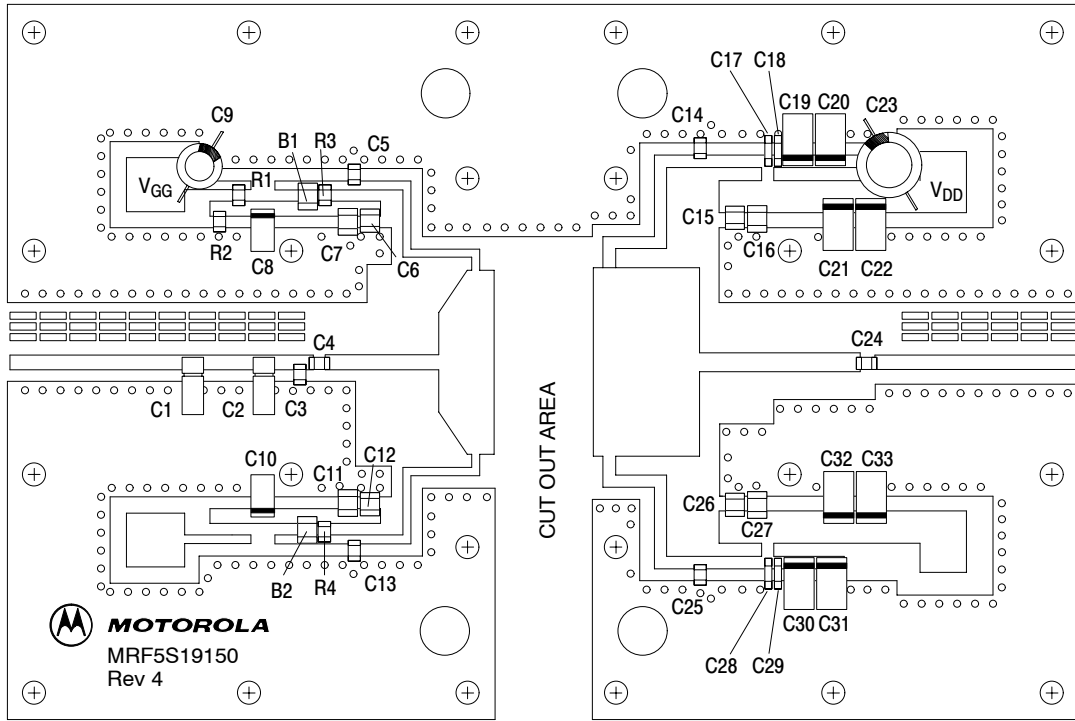 C17 C18
C19 C20 C23
C14
C9
B1 R3 C5
R1
VGG
VDD
C15
C16
R2 C8 C7 C6
C21 C22
C4
C24
C1 C2 C3
CUT OUT AREA
C10 C11 C12
C32 C33
C26
C27
B2 R4 C13
C25
C30 C31
C28 C29
MOTOROLA
MRF5S19150
Rev 4